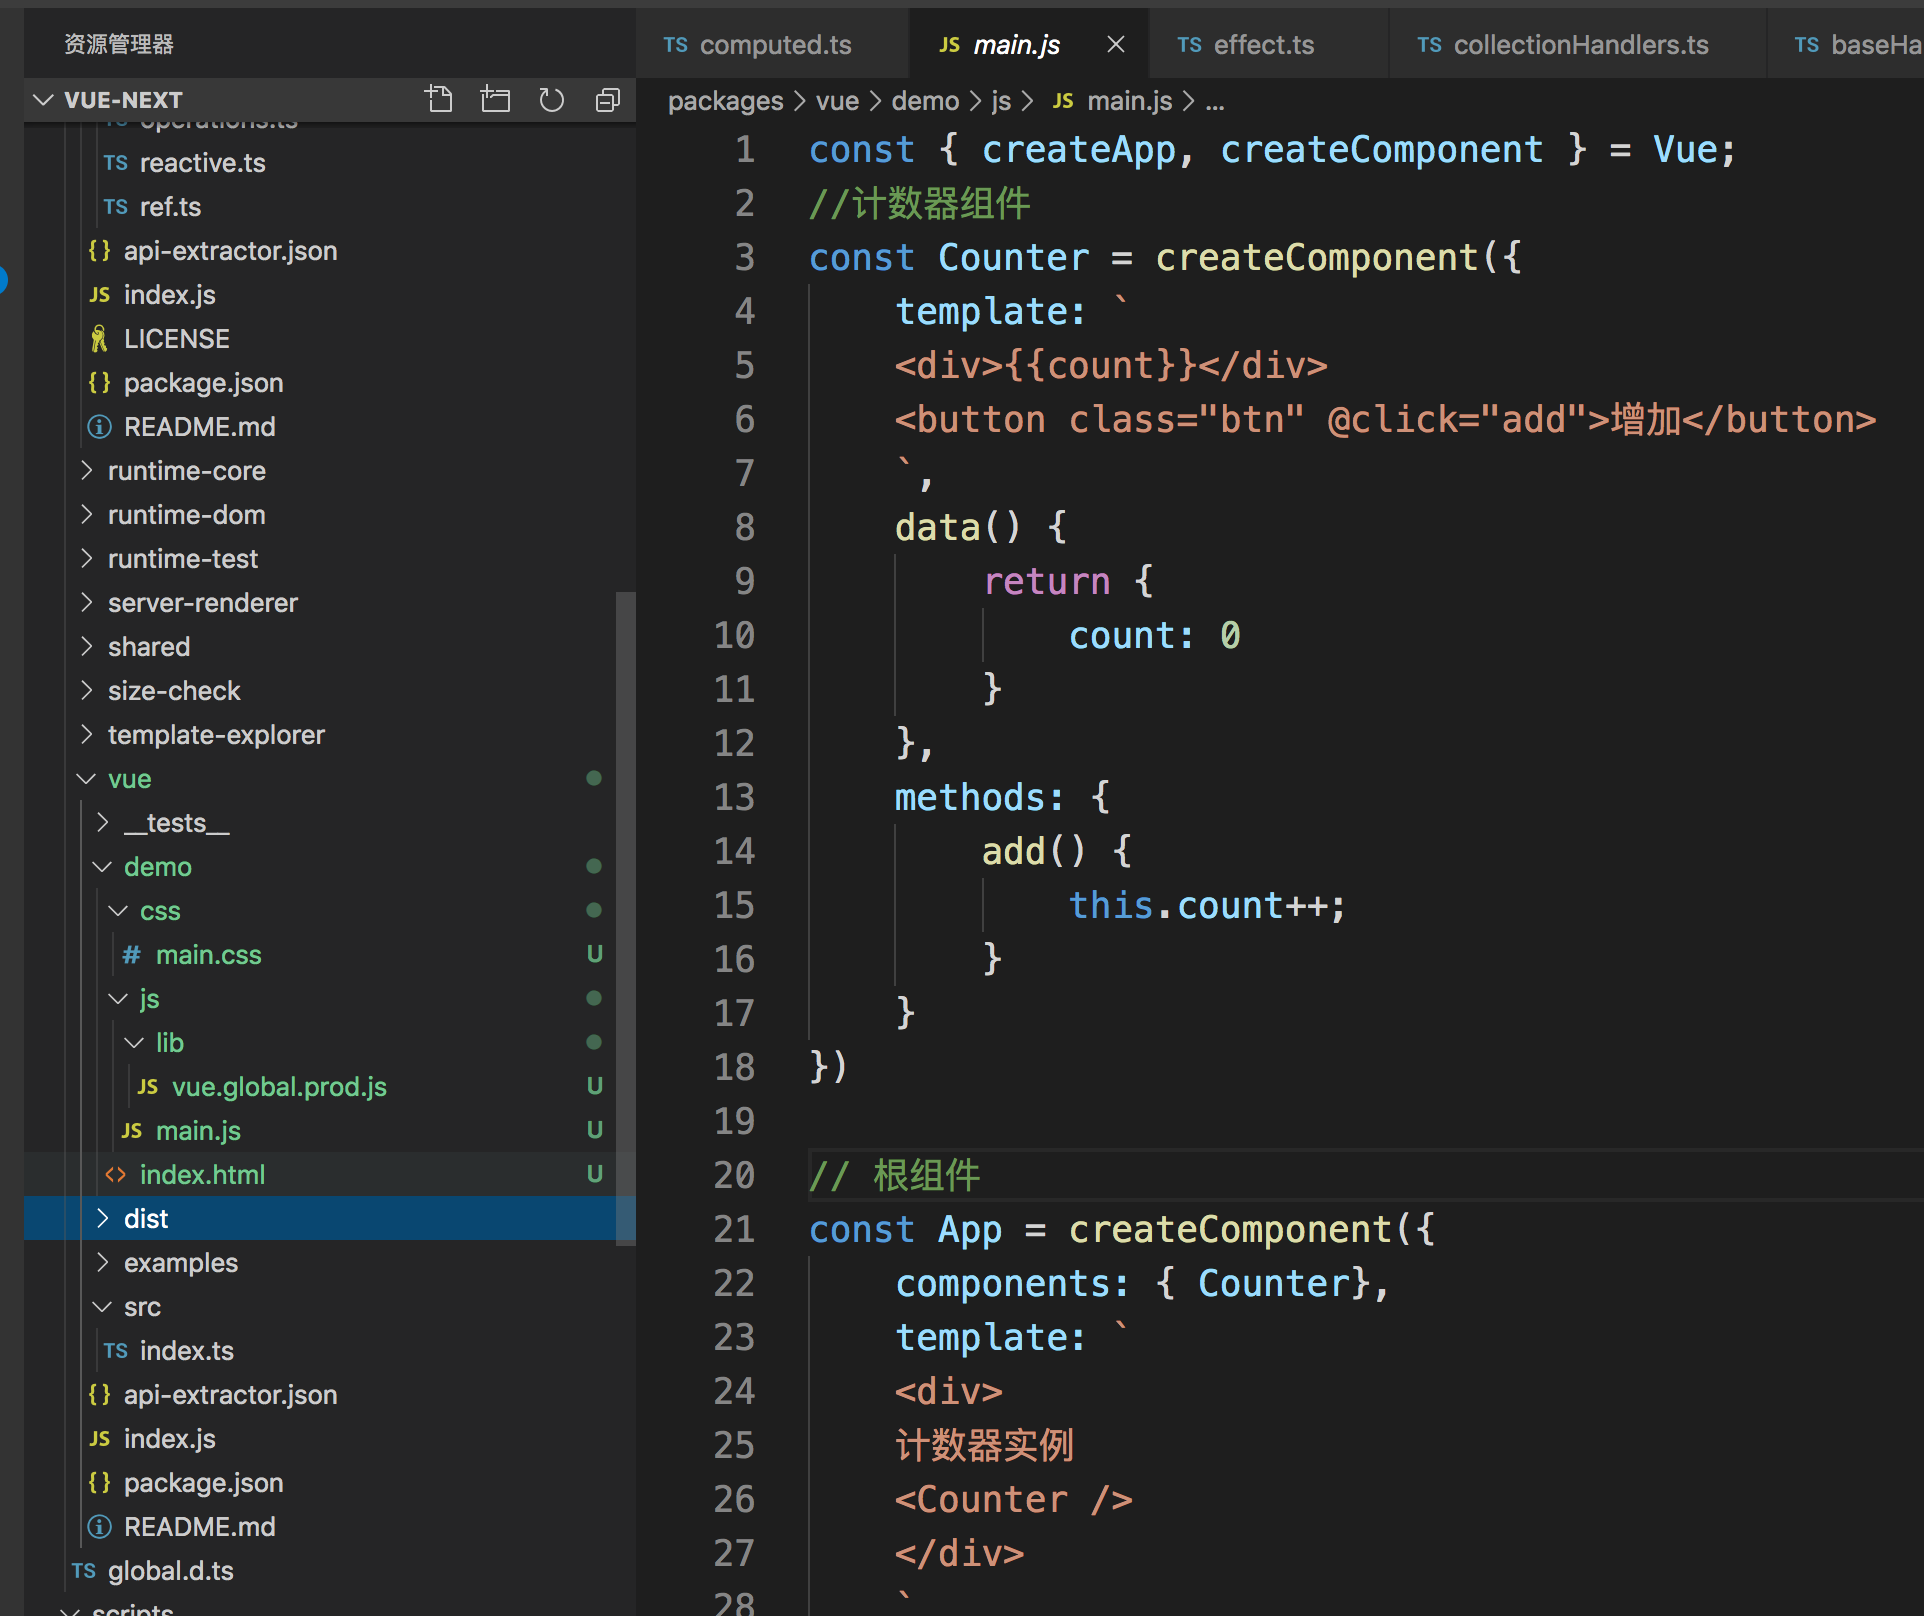 资源管理器
VUE-NEXT
operations.ts
TS reactive.ts
TS ref.ts
{} api-extractor.json
JS index.js
LICENSE
{} package.json
README.md
runtime-core
runtime-dom
runtime-test
server-renderer
shared
size-check
template-explorer
vue
__tests__
demo
css
# main.css U
js
lib
JS vue.global.prod.js U
JS main.js U
<> index.html U
dist
examples
src
TS index.ts
{} api-extractor.json
JS index.js
{} package.json
README.md
TS global.d.ts
scripts
TS computed.ts JS main.js TS effect.ts TS collectionHandlers.ts TS baseHa
packages > vue > demo > js > JS main.js > ...
1 const { createApp, createComponent } = Vue;
2 //计数器组件
3 const Counter = createComponent({
4 template: `
5 <div>{{count}}</div>
6 <button class="btn" @click="add">增加</button>
7 `,
8 data() {
9 return {
10 count: 0
11 }
12 },
13 methods: {
14 add() {
15 this.count++;
16 }
17 }
18 })
19
20 // 根组件
21 const App = createComponent({
22 components: { Counter},
23 template: `
24 <div>
25 计数器实例
26 <Counter />
27 </div>
28 `